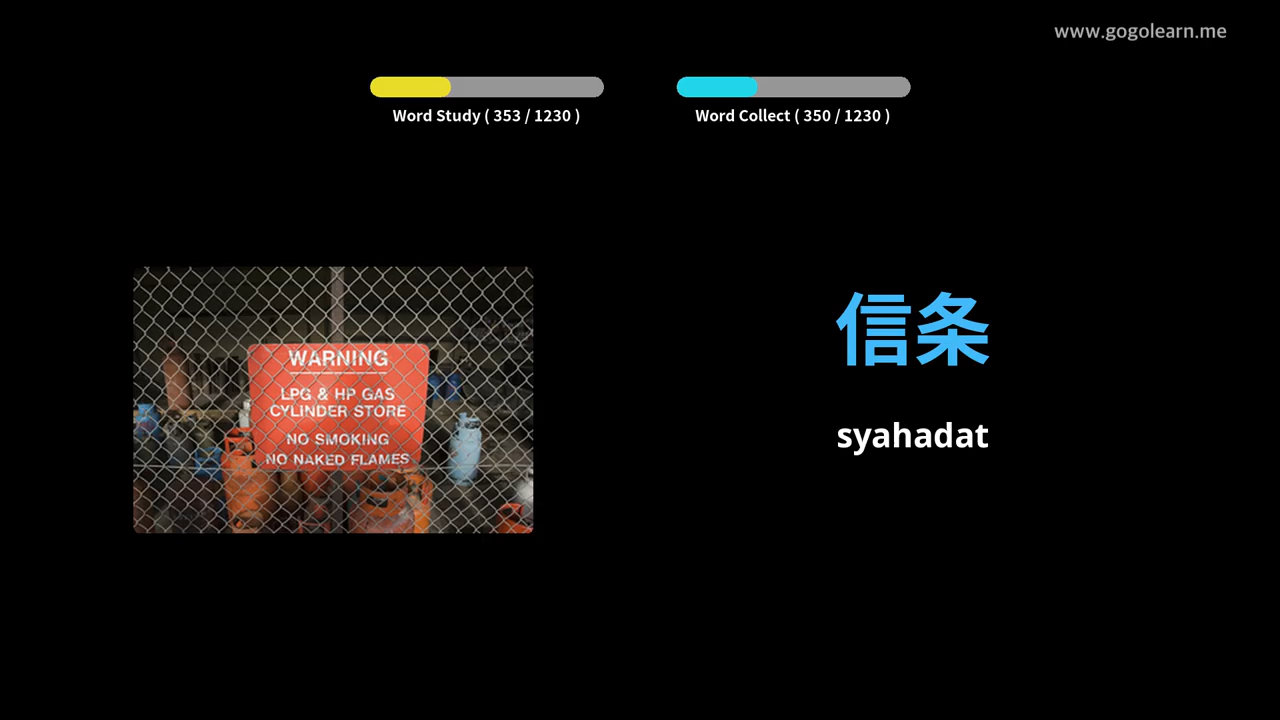 www.gogolearn.me
Word Study ( 353 / 1230 )
Word Collect ( 350 / 1230 )
WARNING
LPG & HP GAS
CYLINDER STORE
NO SMOKING
NO NAKED FLAMES
信条
syahadat